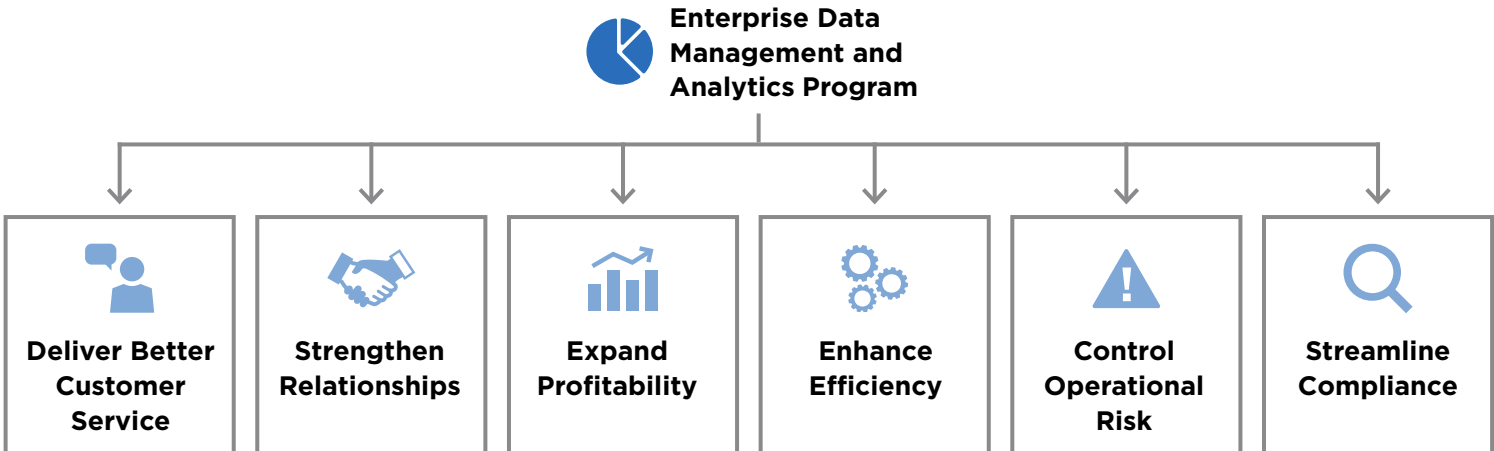 Enterprise Data
Management and
Analytics Program
Deliver Better
Customer
Service
Strengthen
Relationships
Expand
Profitability
Enhance
Efficiency
Control
Operational
Risk
Streamline
Compliance